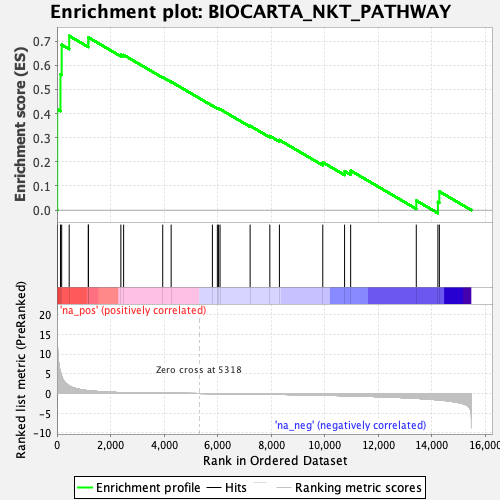 Enrichment plot: BIOCARTA_NKT_PATHWAY
Enrichment score (ES)
0.7
0.6
0.5
0.4
0.3
0.2
0.1
0.0
'na_pos' (positively correlated)
Ranked list metric (PreRanked)
20
15
10
5
0
-5
-10
Zero cross at 5318
'na_neg' (negatively correlated)
0 2,000 4,000 6,000 8,000 10,000 12,000 14,000 16,000
Rank in Ordered Dataset
Enrichment profile Hits Ranking metric scores